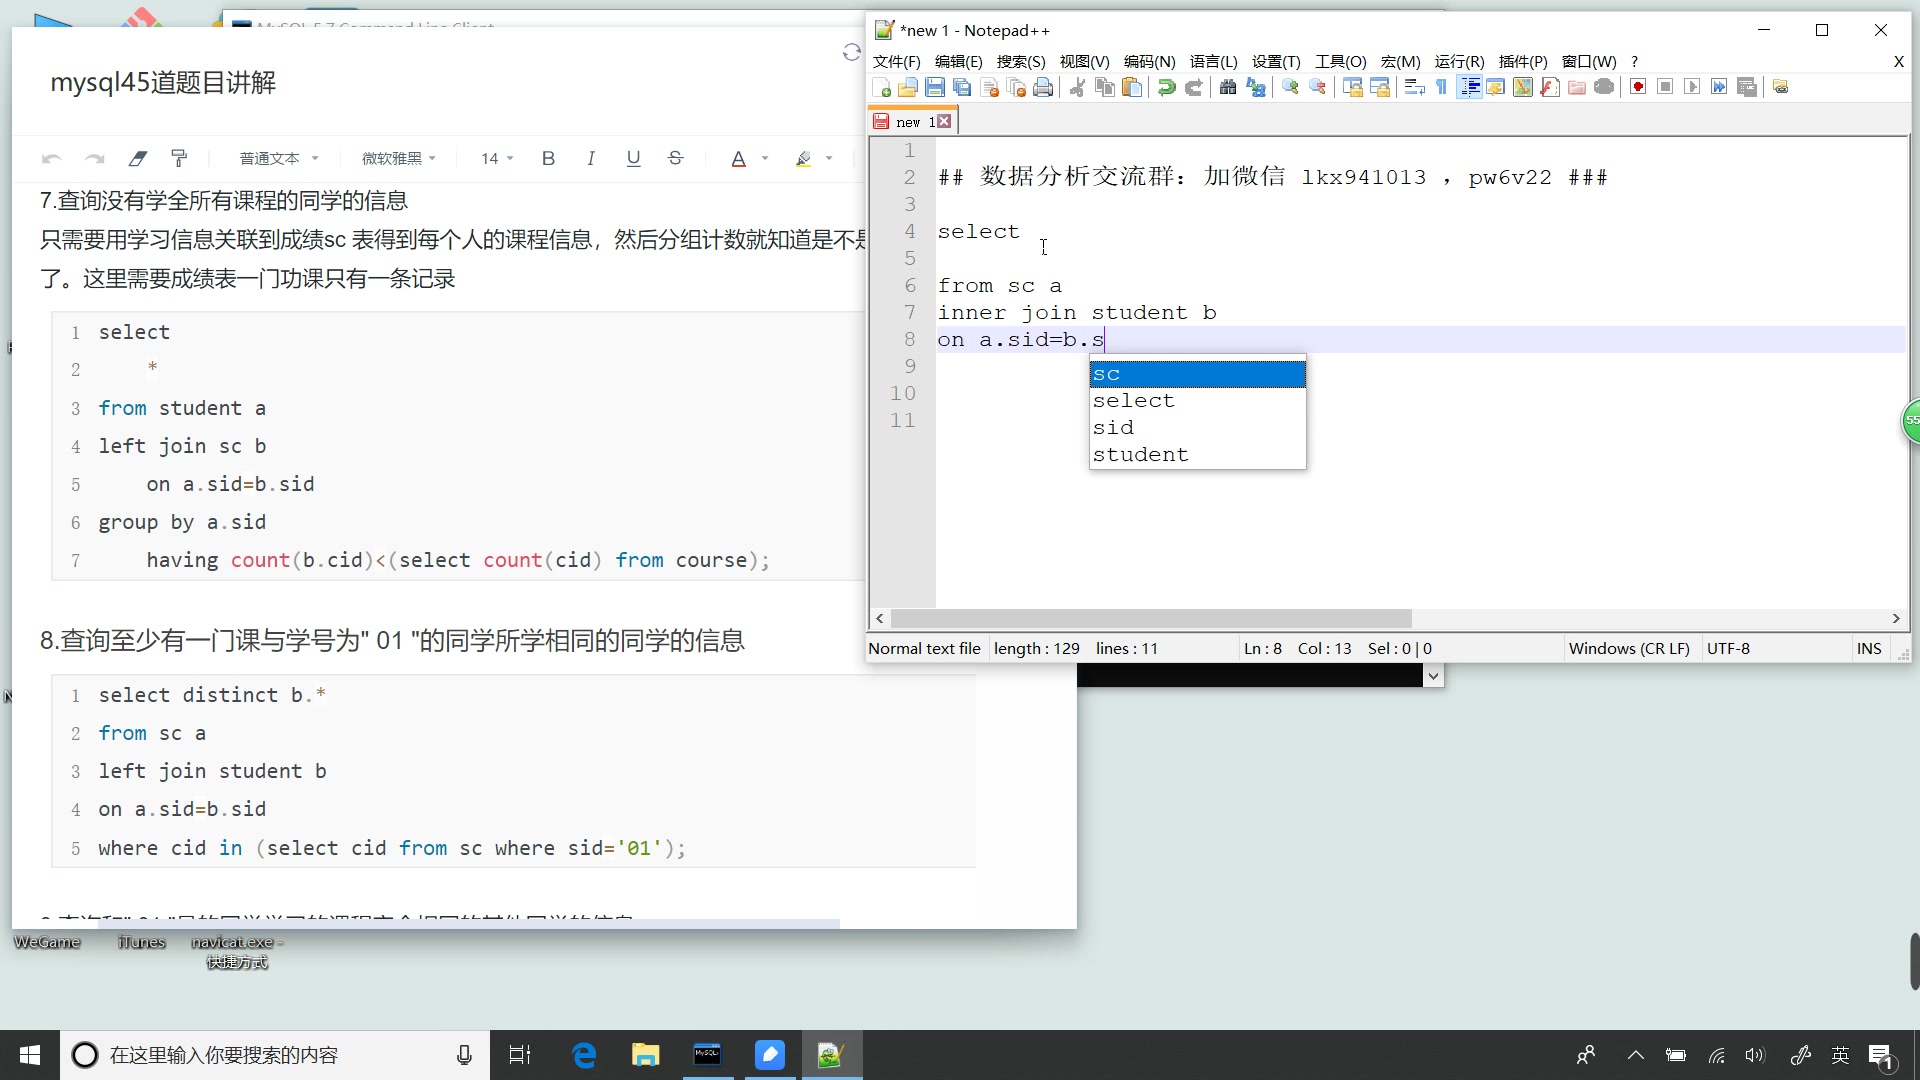 MySQL 5.7 Command Line Client
mysql45道题目讲解
普通文本
微软雅黑
14
B I U S A
7.查询没有学全所有课程的同学的信息
只需要用学习信息关联到成绩sc 表得到每个人的课程信息，然后分组计数就知道是不是
了。这里需要成绩表一门功课只有一条记录
1 select
2 *
3 from student a
4 left join sc b
5 on a.sid=b.sid
6 group by a.sid
7 having count(b.cid)<(select count(cid) from course);
8.查询至少有一门课与学号为" 01 "的同学所学相同的同学的信息
1 select distinct b.*
2 from sc a
3 left join student b
4 on a.sid=b.sid
5 where cid in (select cid from sc where sid='01');
*new 1 - Notepad++
文件(F) 编辑(E) 搜索(S) 视图(V) 编码(N) 语言(L) 设置(T) 工具(O) 宏(M) 运行(R) 插件(P) 窗口(W) ? X
new 1
1
2 ## 数据分析交流群：加微信 lkx941013 ，pw6v22 ###
3
4 select
5
6 from sc a
7 inner join student b
8 on a.sid=b.s
9
10
11
sc
select
sid
student
Normal text file length : 129 lines : 11 Ln : 8 Col : 13 Sel : 0 | 0 Windows (CR LF) UTF-8 INS
55
WeGame
iTunes
navicat.exe -
快捷方式
在这里输入你要搜索的内容
MySQL
英
1